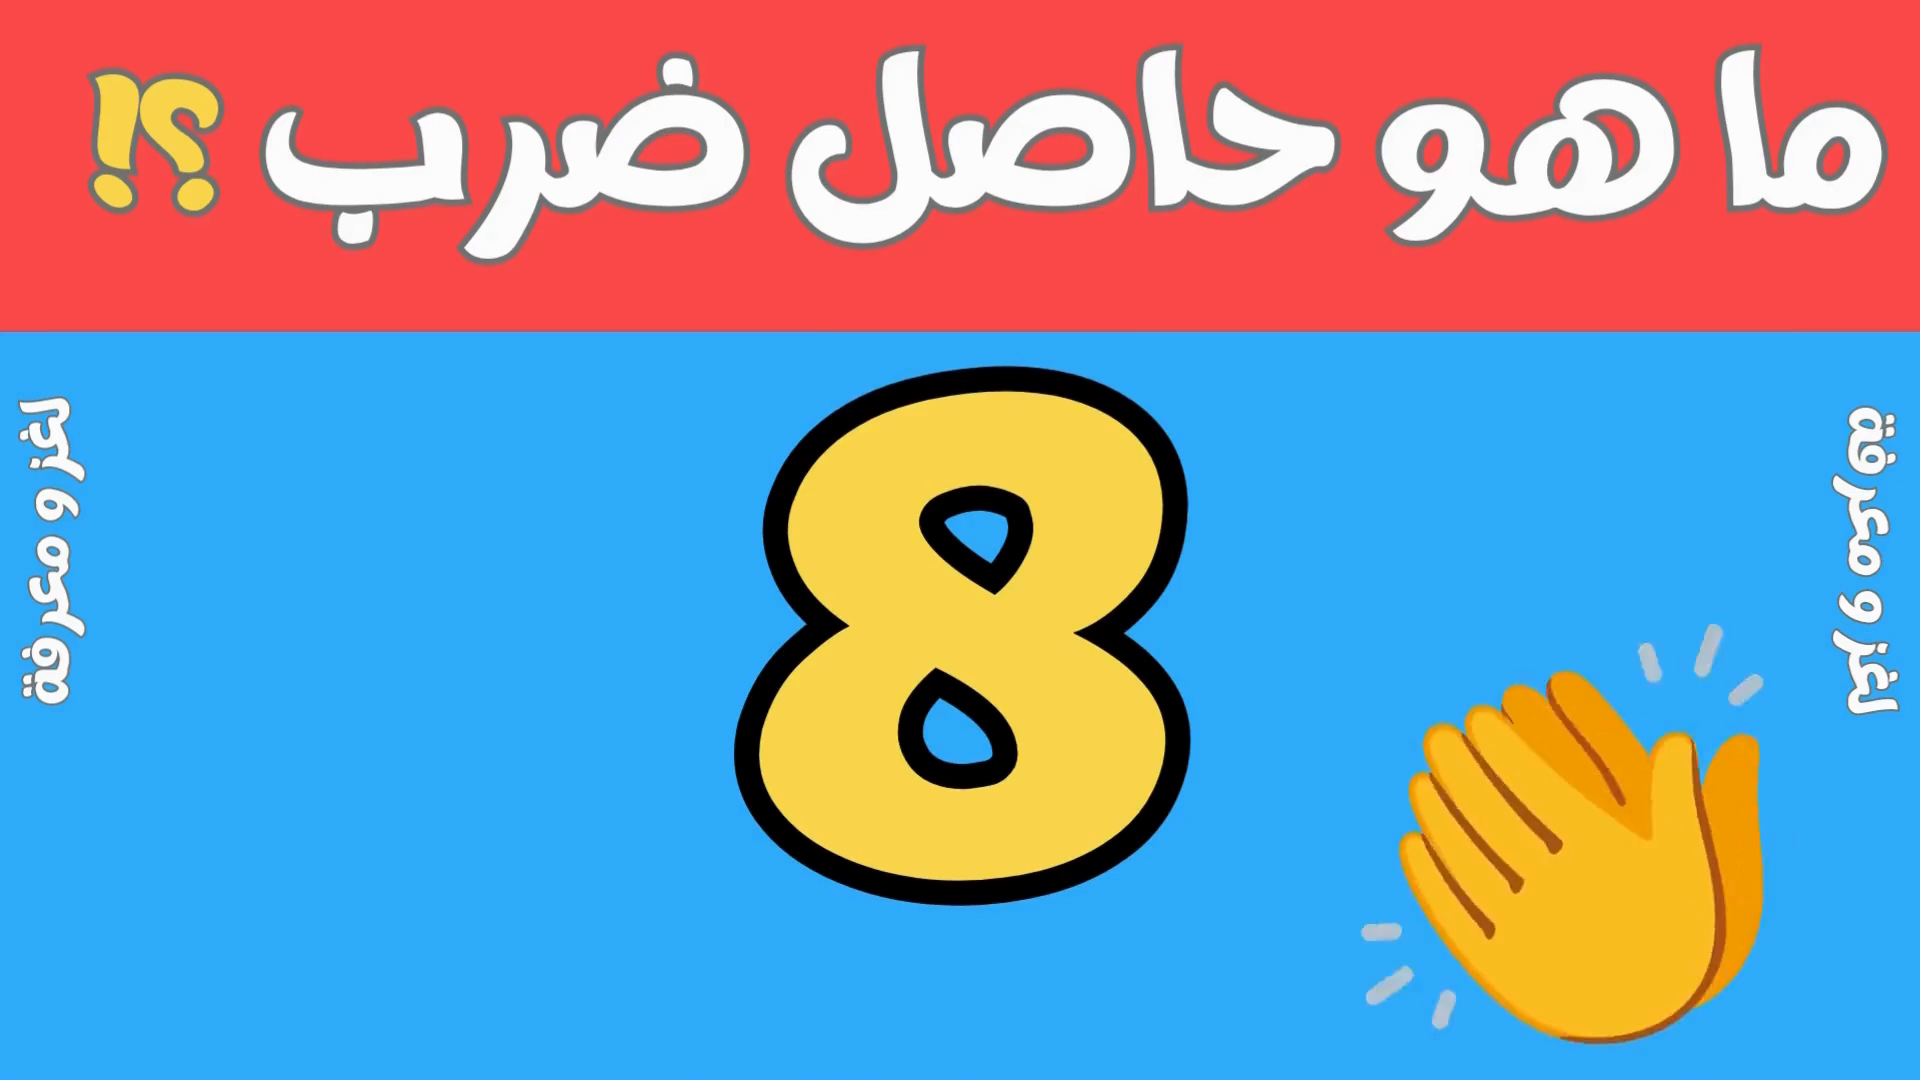 ما هو حاصل ضرب ؟!
8
لغز و معرفة
لغز و معرفة